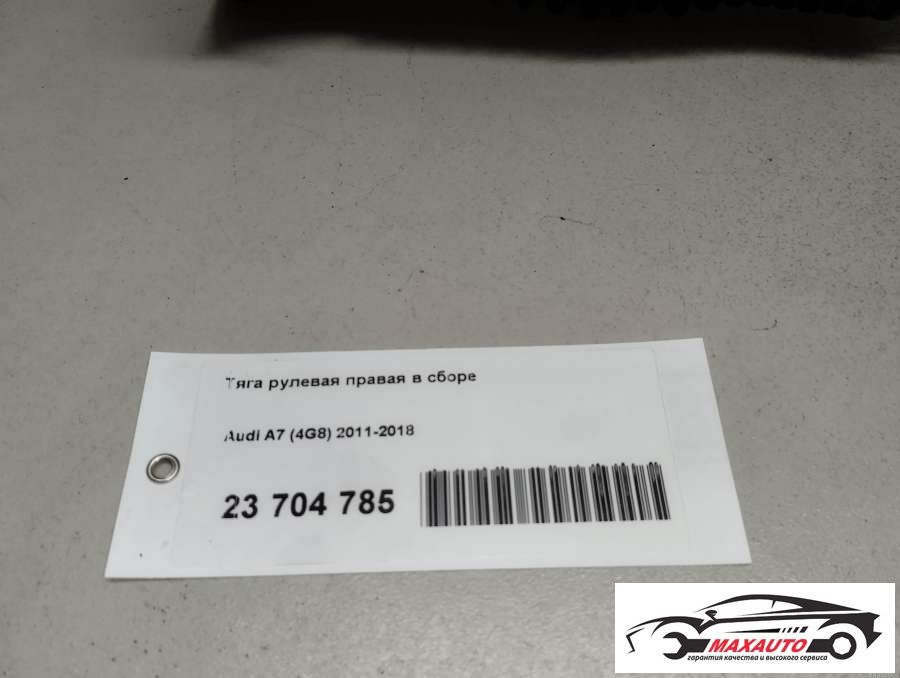 Тяга рулевая правая в сборе
Audi A7 (4G8) 2011-2018
23 704 785
MAXAUTO
гарантия качества и высокого сервиса